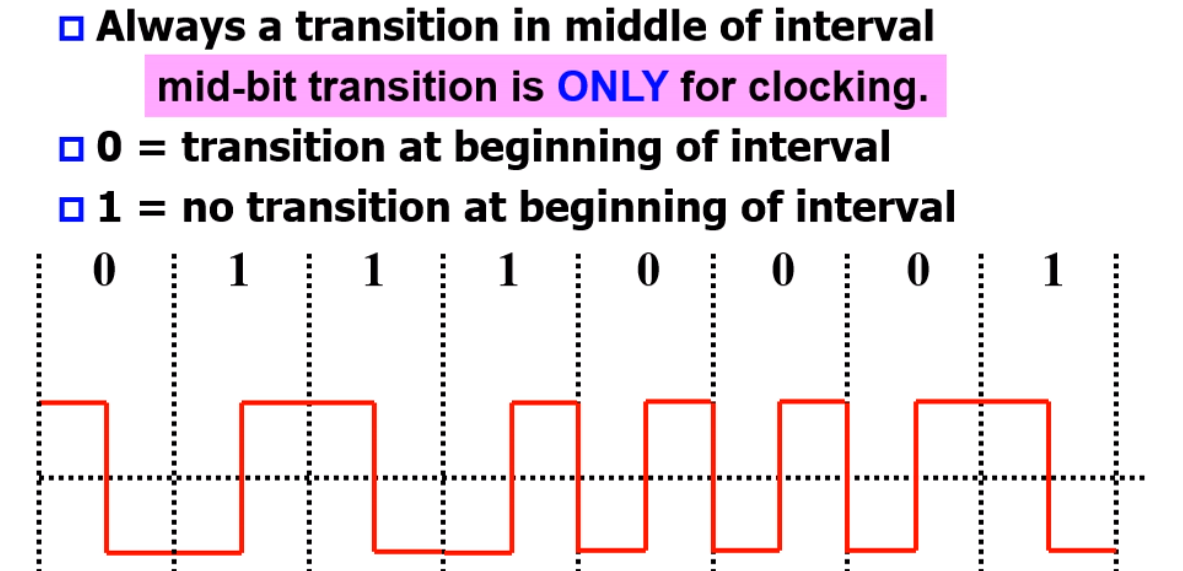 Always a transition in middle of interval
mid-bit transition is ONLY for clocking.
0 = transition at beginning of interval
1 = no transition at beginning of interval
0 1 1 1 0 0 0 1